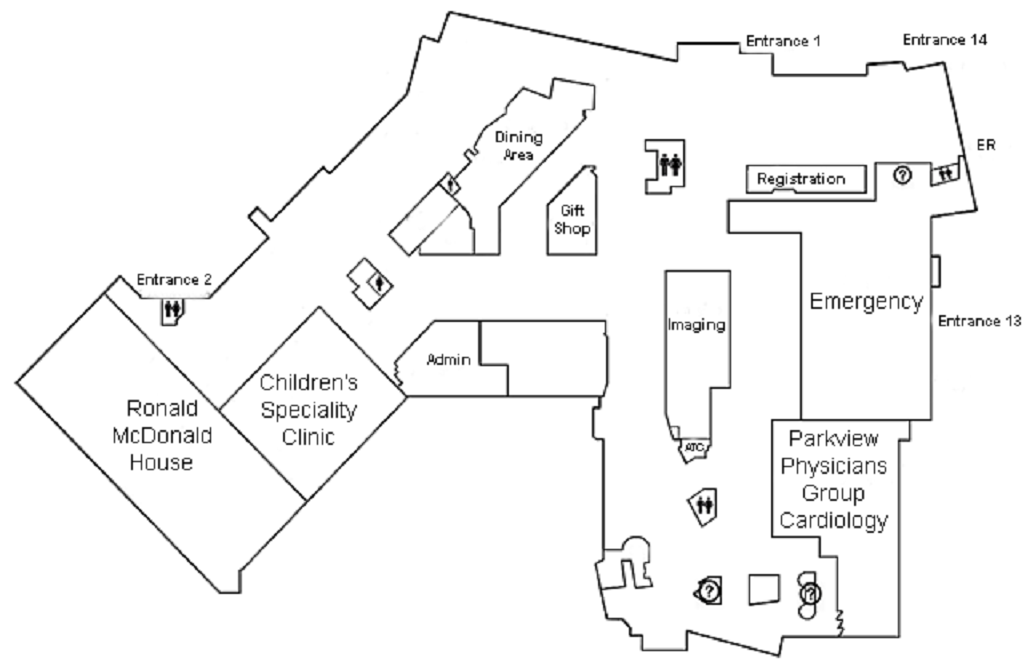 Entrance 1
Entrance 14
Dining
Area
ER
?
Registration
Gift
Shop
Entrance 2
Emergency
Imaging
Entrance 13
Admin
Children's
Speciality
Clinic
Ronald
McDonald
House
Parkview
Physicians
Group
Cardiology
ATC
?
?